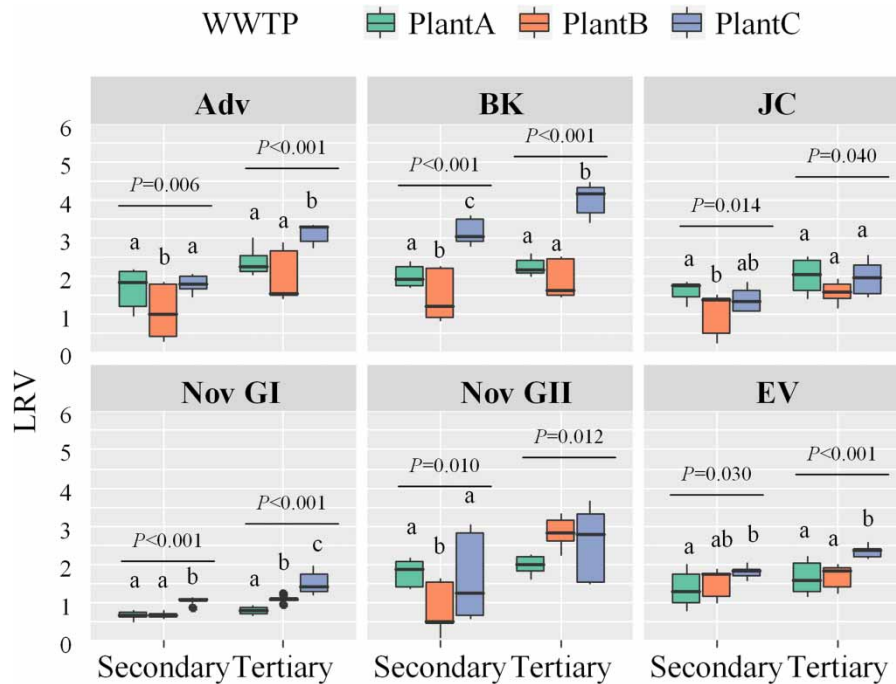 WWTP PlantA PlantB PlantC
Adv BK JC
6
5
4
3
2
1
0
P=0.006
P<0.001
a b a a a b
P<0.001
P<0.001
a b c a a b
P=0.014
P=0.040
a b ab a a a
LRV
Nov GI Nov GII EV
6
5
4
3
2
1
0
P<0.001
P<0.001
a a b a b c
P=0.010
P=0.012
a b a
P=0.030
P<0.001
a ab b a a b
Secondary Tertiary Secondary Tertiary Secondary Tertiary